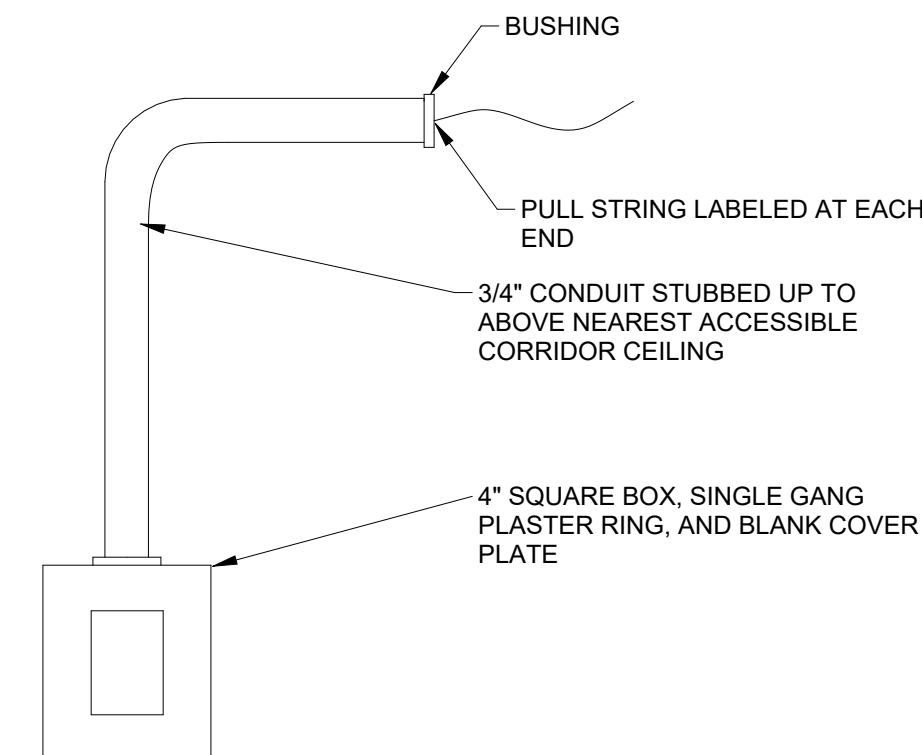 BUSHING
PULL STRING LABELED AT EACH
END
3/4" CONDUIT STUBBED UP TO
ABOVE NEAREST ACCESSIBLE
CORRIDOR CEILING
4" SQUARE BOX, SINGLE GANG
PLASTER RING, AND BLANK COVER
PLATE